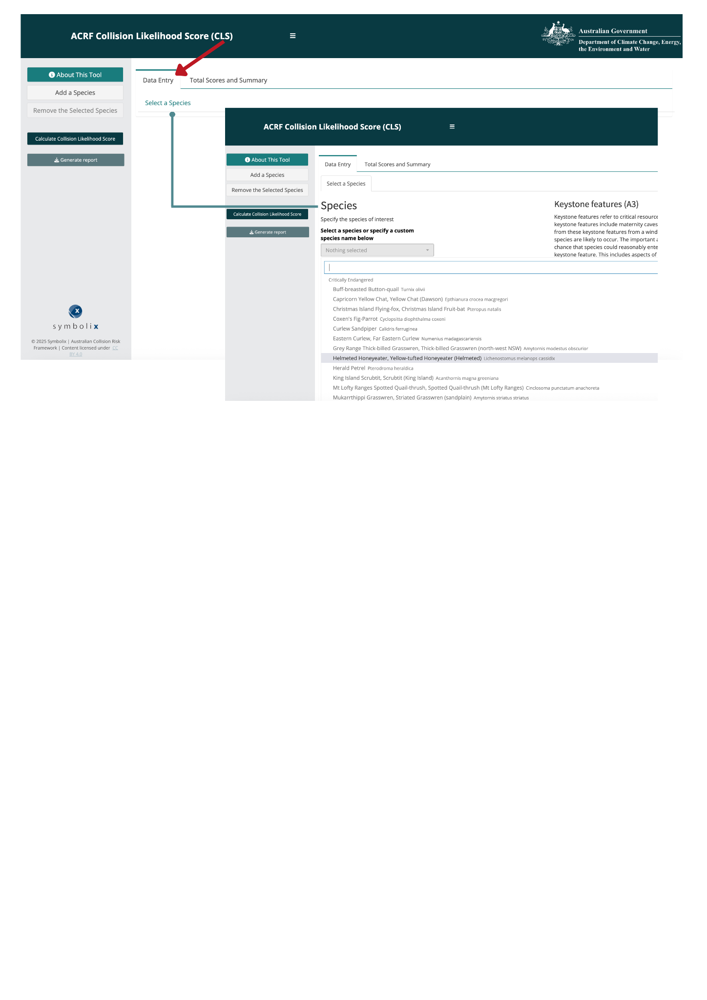 ACRF Collision Likelihood Score (CLS)
Australian Government
Department of Climate Change, Energy,
the Environment and Water
About This Tool
Add a Species
Remove the Selected Species
Calculate Collision Likelihood Score
Generate report
symbolix
© 2025 Symbolix | Australian Collision Risk
Framework | Content licensed under CC
BY 4.0
Data Entry
Total Scores and Summary
Select a Species
ACRF Collision Likelihood Score (CLS)
About This Tool
Add a Species
Remove the Selected Species
Calculate Collision Likelihood Score
Generate report
Data Entry
Total Scores and Summary
Select a Species
Species
Specify the species of interest
Select a species or specify a custom
species name below
Nothing selected
Keystone features (A3)
Keystone features refer to critical resource
keystone features include maternity caves
from these keystone features from a wind
species are likely to occur. The important
chance that species could reasonably ente
keystone feature. This includes aspects of
Critically Endangered
Buff-breasted Button-quail Turnix olivii
Capricorn Yellow Chat, Yellow Chat (Dawson) Epthianura crocea macgregori
Christmas Island Flying-fox, Christmas Island Fruit-bat Pteropus natalis
Coxen's Fig-Parrot Cyclopsitta diophthalma coxeni
Curlew Sandpiper Calidris ferruginea
Eastern Curlew, Far Eastern Curlew Numenius madagascariensis
Grey Range Thick-billed Grasswren, Thick-billed Grasswren (north-west NSW) Amytornis modestus obscurior
Helmeted Honeyeater, Yellow-tufted Honeyeater (Helmeted) Lichenostomus melanops cassidix
Herald Petrel Pterodroma heraldica
King Island Scrubtit, Scrubtit (King Island) Acanthornis magna greeniana
Mt Lofty Ranges Spotted Quail-thrush, Spotted Quail-thrush (Mt Lofty Ranges) Cinclosoma punctatum anachoreta
Mukarrthippi Grasswren, Striated Grasswren (sandplain) Amytornis striatus striatus